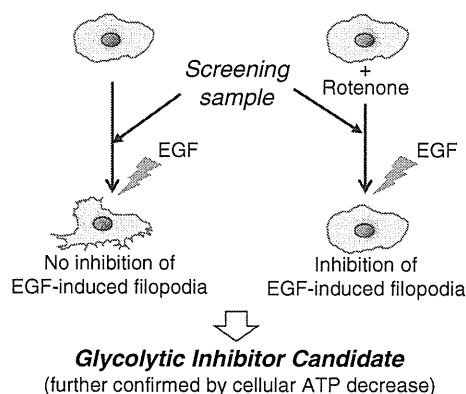 +
Rotenone
Screening
sample
EGF
EGF
No inhibition of
EGF-induced filopodia
Inhibition of
EGF-induced filopodia
Glycolytic Inhibitor Candidate
(further confirmed by cellular ATP decrease)